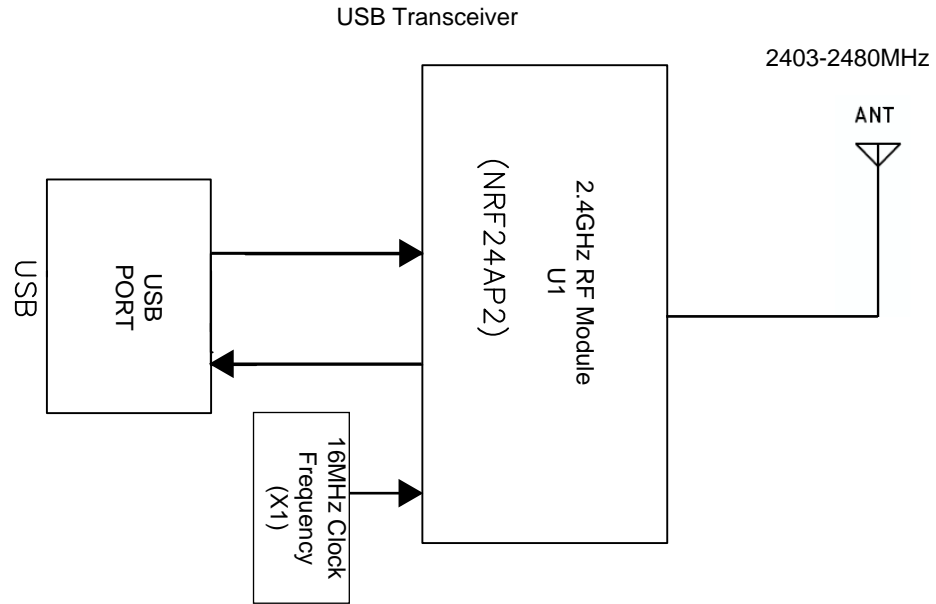 USB Transceiver
2403-2480MHz
ANT
2.4GHz RF Module
U1
(NRF24AP2)
USB
PORT
USB
16MHz Clock
Frequency
(X1)